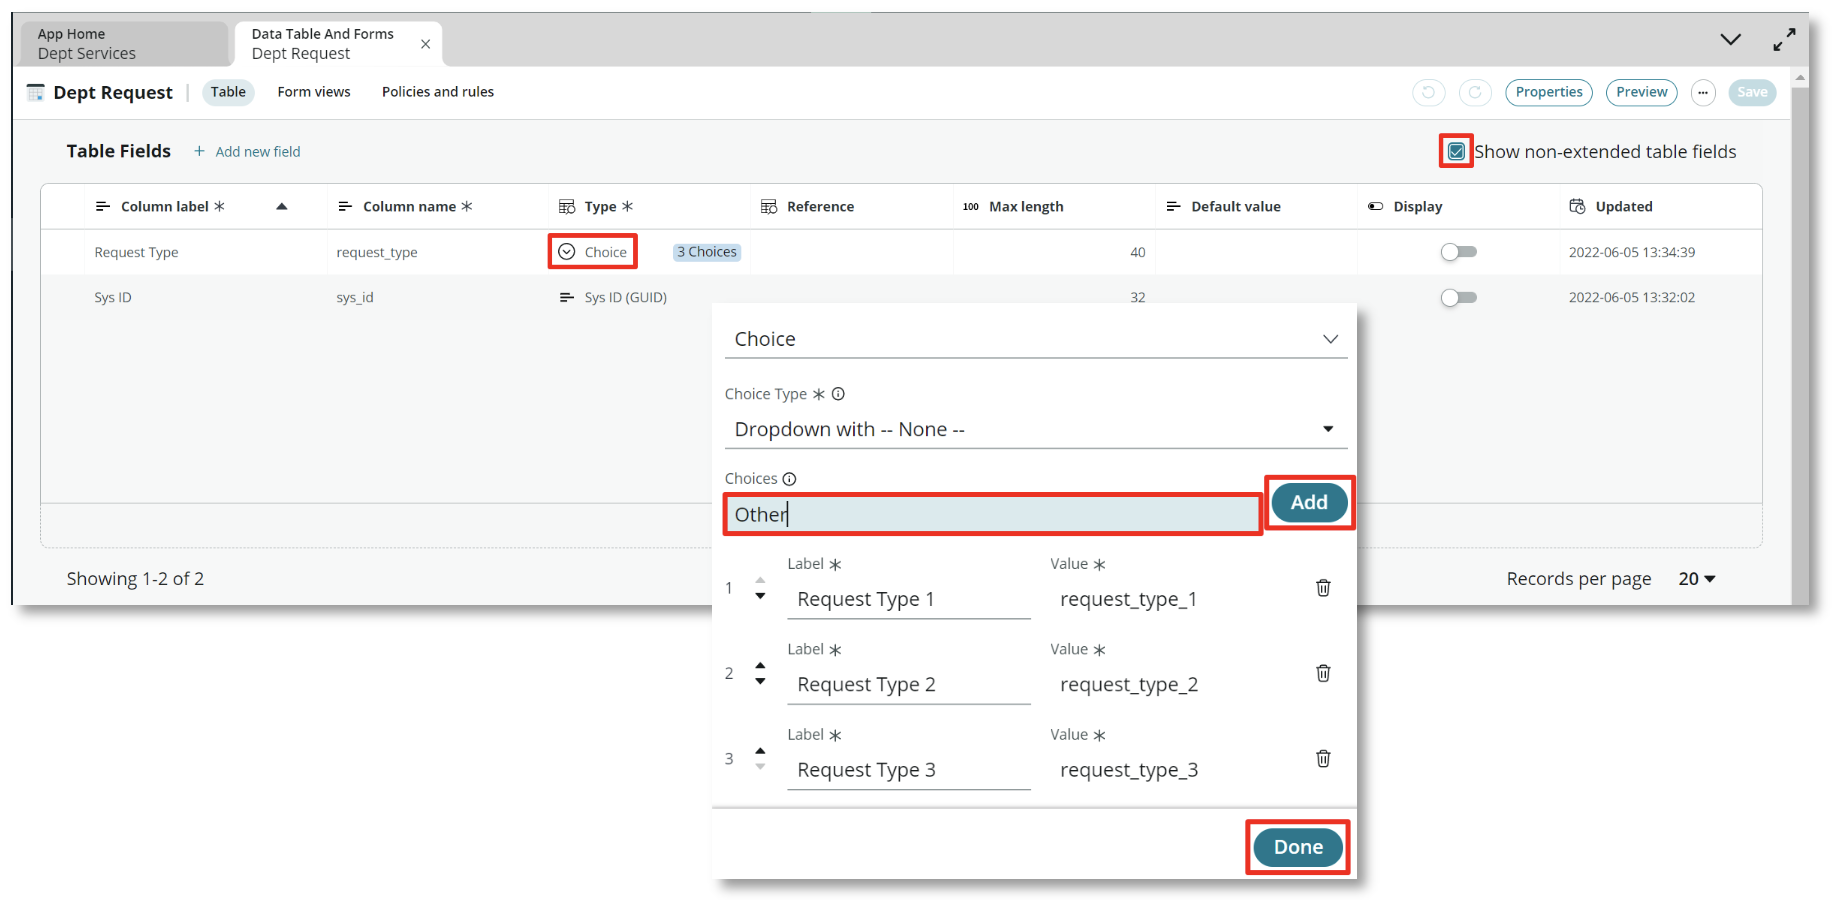 App Home
Dept Services
Data Table And Forms
Dept Request
Dept Request
Table
Form views
Policies and rules
Properties
Preview
Save
Table Fields
+ Add new field
Show non-extended table fields
Column label *
Column name *
Type *
Reference
100 Max length
Default value
Display
Updated
Request Type
request_type
Choice
3 Choices
40
2022-06-05 13:34:39
Sys ID
sys_id
Sys ID (GUID)
32
2022-06-05 13:32:02
Choice
Choice Type *
Dropdown with -- None --
Choices
Other
Add
Label *
Value *
1
Request Type 1
request_type_1
Label *
Value *
2
Request Type 2
request_type_2
Label *
Value *
3
Request Type 3
request_type_3
Done
Showing 1-2 of 2
Records per page
20